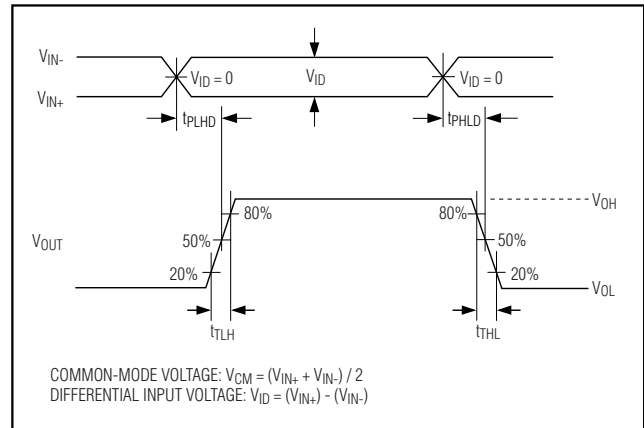 VIN-
VID = 0
VID
VID = 0
VIN+
tPLHD
tPHLD
80%
80%
VOH
VOUT
50%
50%
20%
20%
VOL
tTLH
tTHL
COMMON-MODE VOLTAGE: VCM = (VIN+ + VIN-) / 2
DIFFERENTIAL INPUT VOLTAGE: VID = (VIN+) - (VIN-)